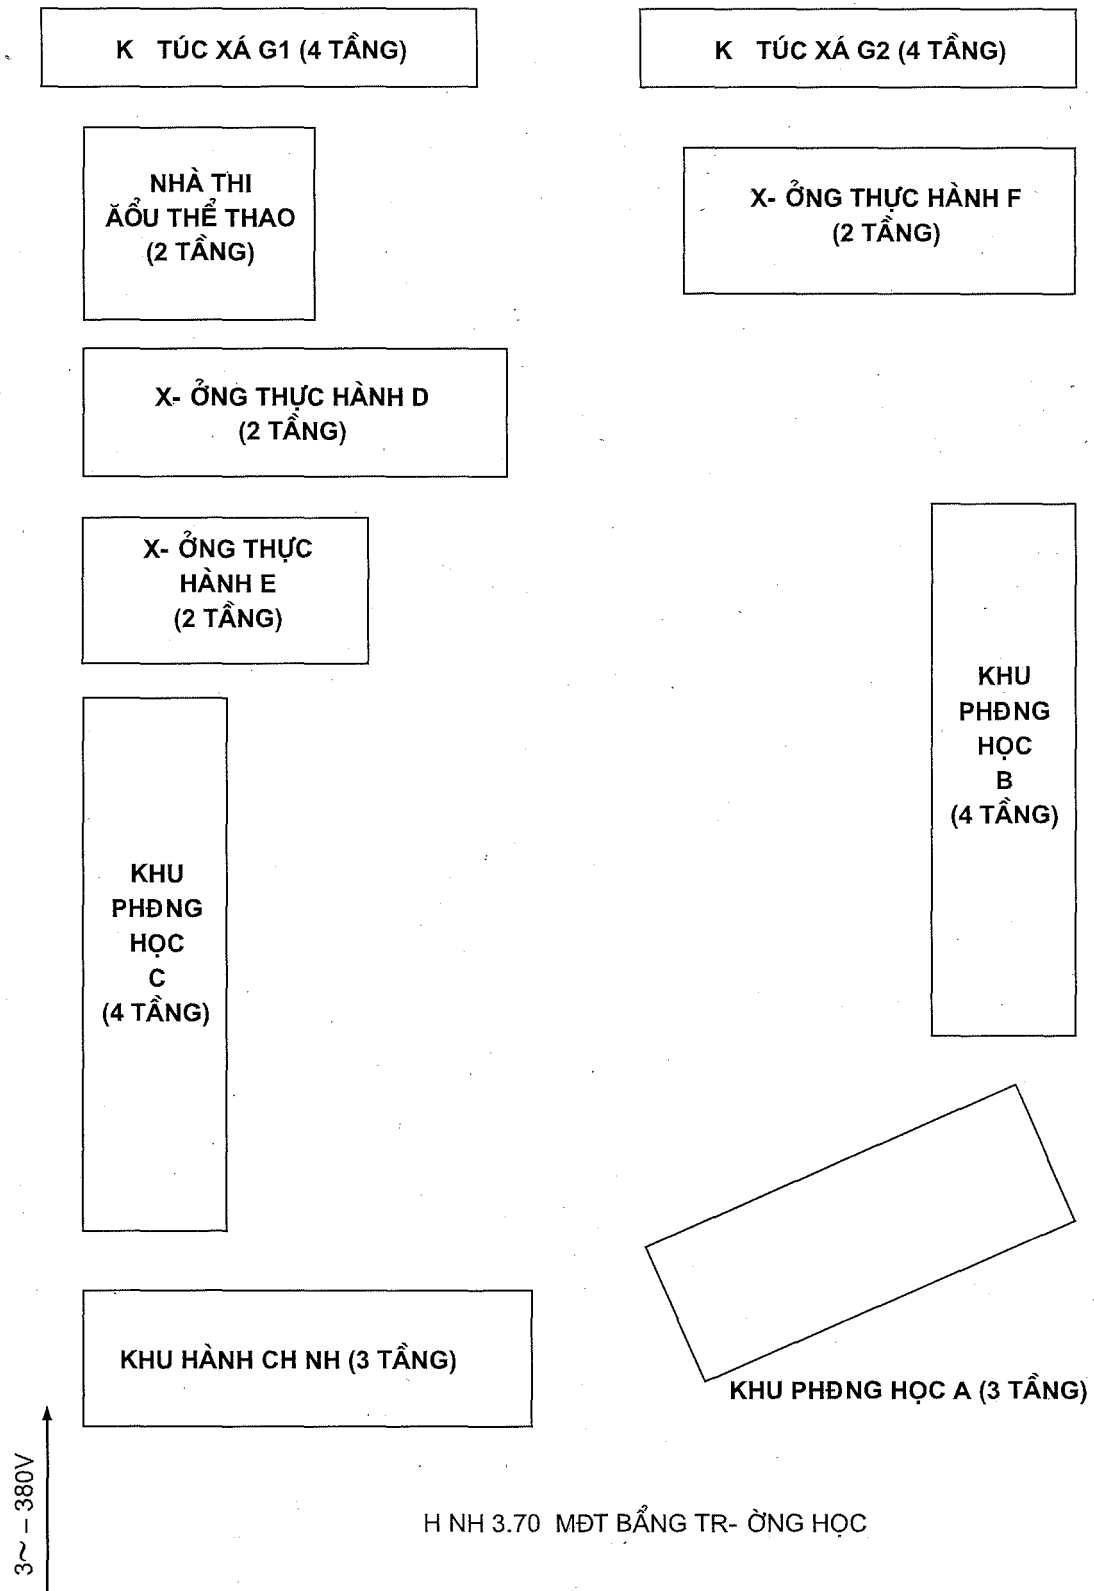 K TÚC XÁ G1 (4 TẦNG)
K TÚC XÁ G2 (4 TẦNG)
NHÀ THI
ĂỔU THỂ THAO
(2 TẦNG)
X- ỞNG THỰC HÀNH F
(2 TẦNG)
X- ỞNG THỰC HÀNH D
(2 TẦNG)
X- ỞNG THỰC
HÀNH E
(2 TẦNG)
KHU
PHĐNG
HỌC
B
(4 TẦNG)
KHU
PHĐNG
HỌC
C
(4 TẦNG)
KHU HÀNH CH NH (3 TẦNG)
KHU PHĐNG HỌC A (3 TẦNG)
3~ – 380V
H NH 3.70 MĐT BẨNG TR- ỜNG HỌC